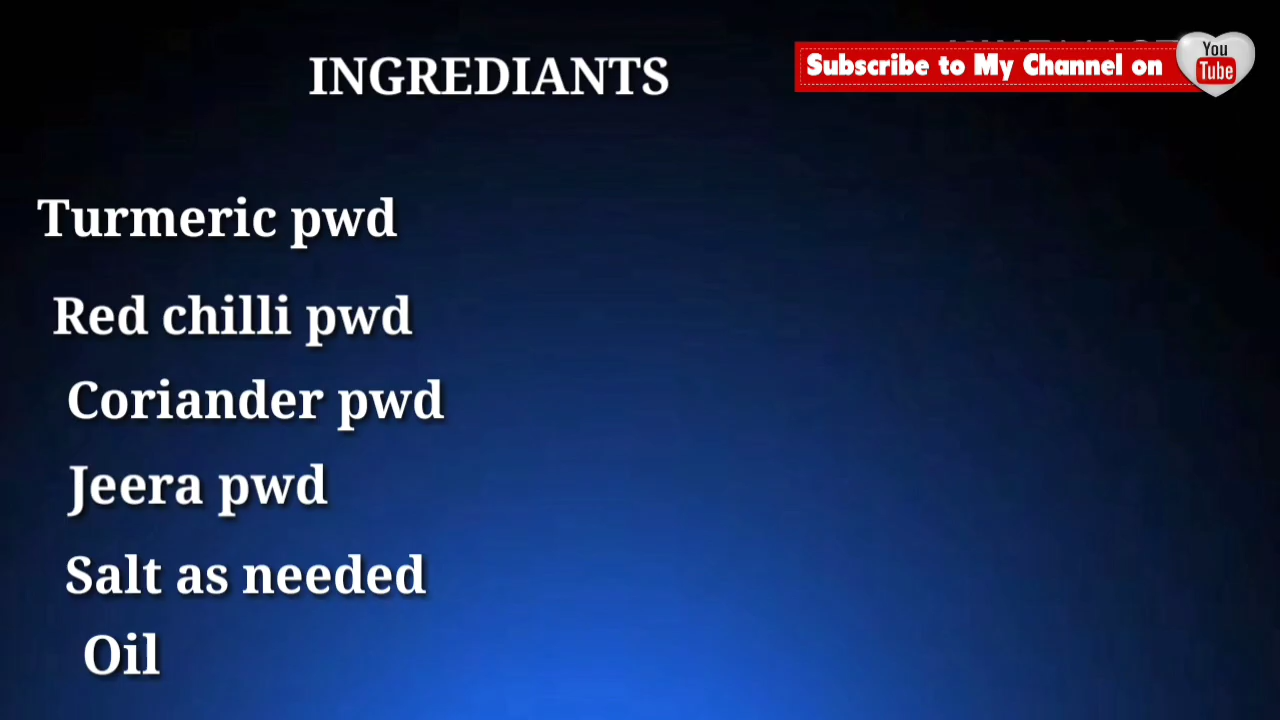 INGREDIANTS
Subscribe to My Channel on
You
Tube
Turmeric pwd
Red chilli pwd
Coriander pwd
Jeera pwd
Salt as needed
Oil